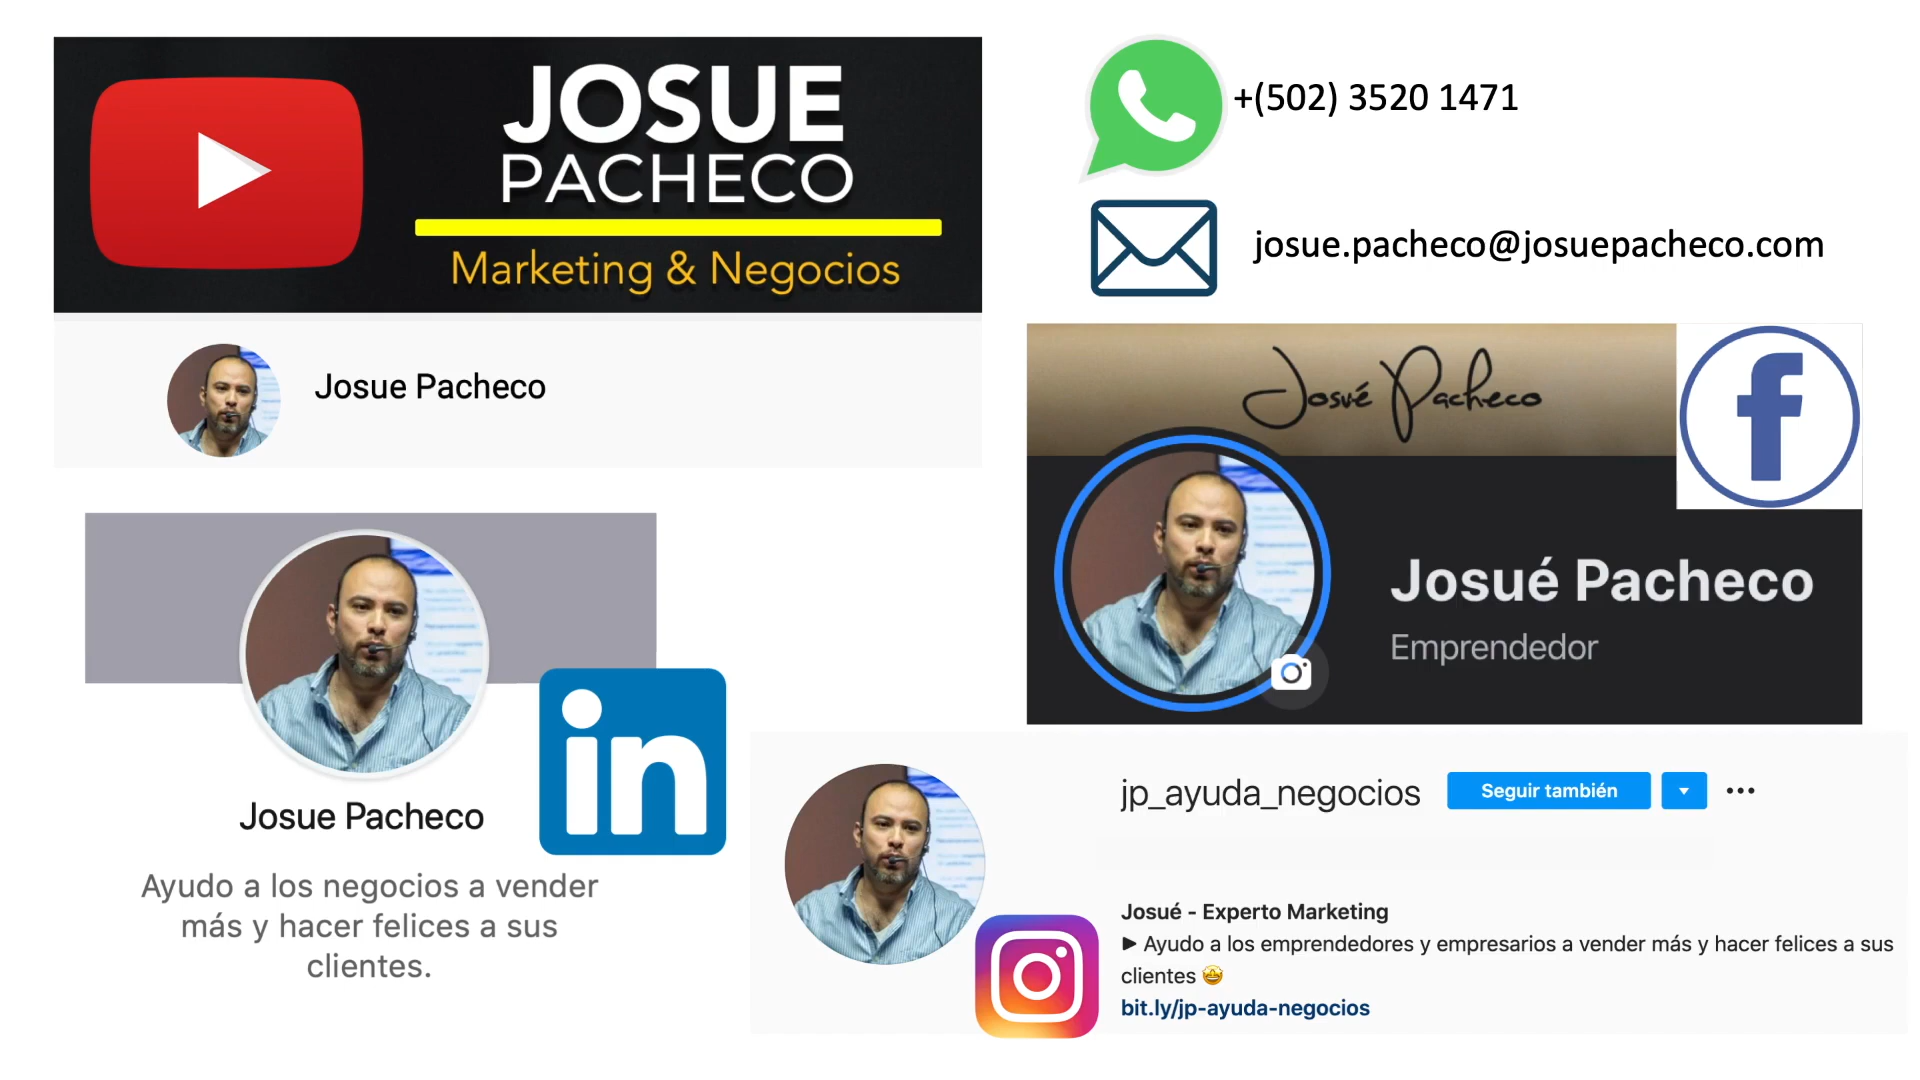 JOSUE
PACHECO
Marketing & Negocios
Josue Pacheco
+(502) 3520 1471
josue.pacheco@josuepacheco.com
Josué Pacheco
f
Josué Pacheco
Emprendedor
in
Josue Pacheco
Ayudo a los negocios a vender
más y hacer felices a sus
clientes.
jp_ayuda_negocios
Seguir también
Josué - Experto Marketing
▶ Ayudo a los emprendedores y empresarios a vender más y hacer felices a sus
clientes 🤩
bit.ly/jp-ayuda-negocios